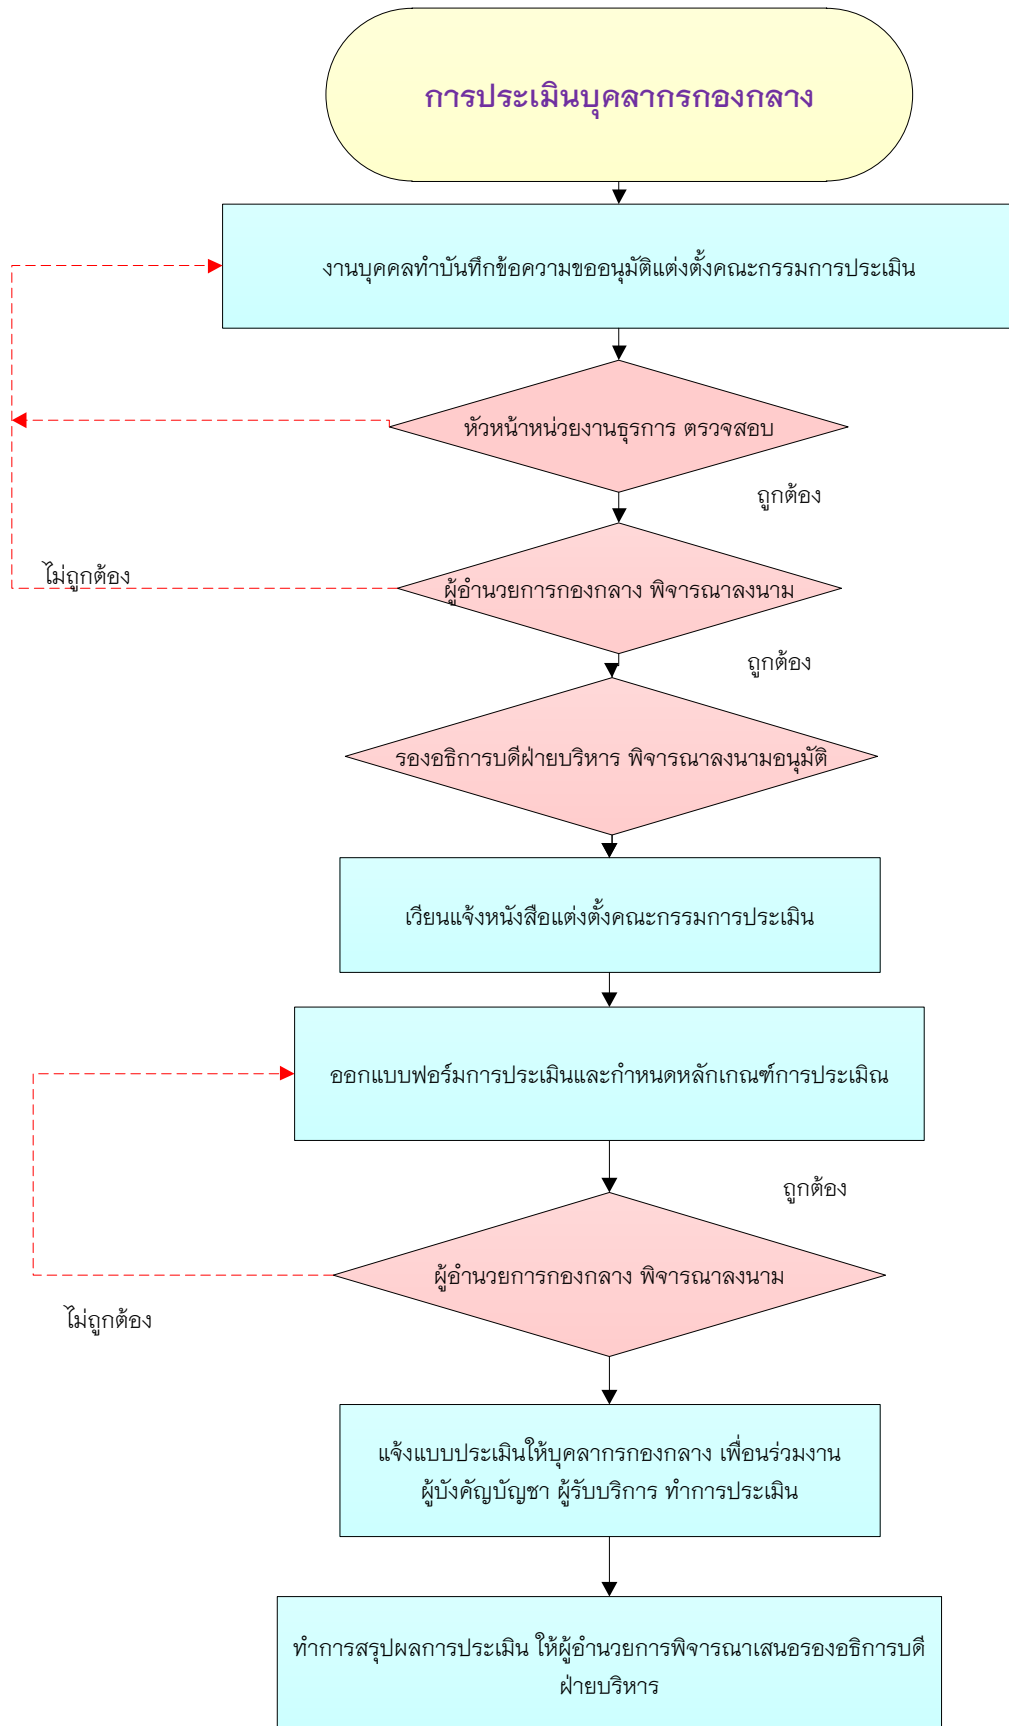 การประเมินบุคลากรกองกลาง
งานบุคคลทำบันทึกข้อความขออนุมัติแต่งตั้งคณะกรรมการประเมิน
หัวหน้าหน่วยงานธุรการ ตรวจสอบ
ถูกต้อง
ไม่ถูกต้อง
ผู้อำนวยการกองกลาง พิจารณาลงนาม
ถูกต้อง
รองอธิการบดีฝ่ายบริหาร พิจารณาลงนามอนุมัติ
เวียนแจ้งหนังสือแต่งตั้งคณะกรรมการประเมิน
ออกแบบฟอร์มการประเมินและกำหนดหลักเกณฑ์การประเมิณ
ถูกต้อง
ผู้อำนวยการกองกลาง พิจารณาลงนาม
ไม่ถูกต้อง
แจ้งแบบประเมินให้บุคลากรกองกลาง เพื่อนร่วมงาน
ผู้บังคัญบัญชา ผู้รับบริการ ทำการประเมิน
ทำการสรุปผลการประเมิน ให้ผู้อำนวยการพิจารณาเสนอรองอธิการบดี
ฝ่ายบริหาร